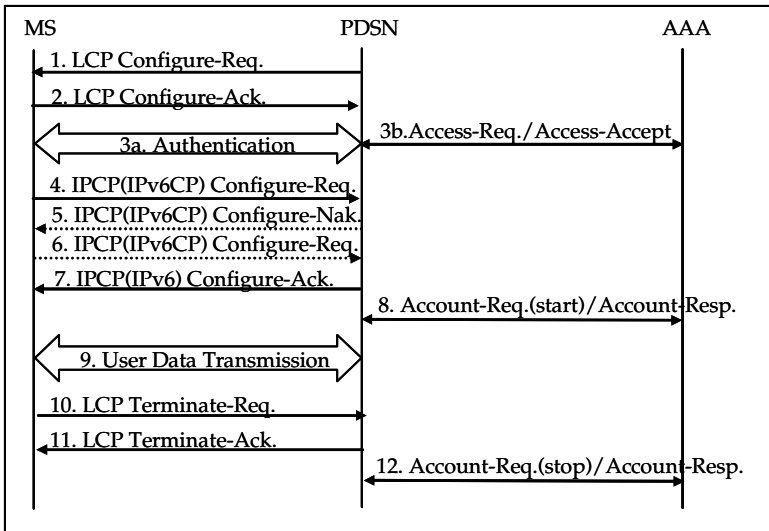 MS PDSN AAA
1. LCP Configure-Req.
2. LCP Configure-Ack.
3a. Authentication
3b.Access-Req./Access-Accept
4. IPCP(IPv6CP) Configure-Req.
5. IPCP(IPv6CP) Configure-Nak.
6. IPCP(IPv6CP) Configure-Req.
7. IPCP(IPv6) Configure-Ack.
8. Account-Req.(start)/Account-Resp.
9. User Data Transmission
10. LCP Terminate-Req.
11. LCP Terminate-Ack.
12. Account-Req.(stop)/Account-Resp.